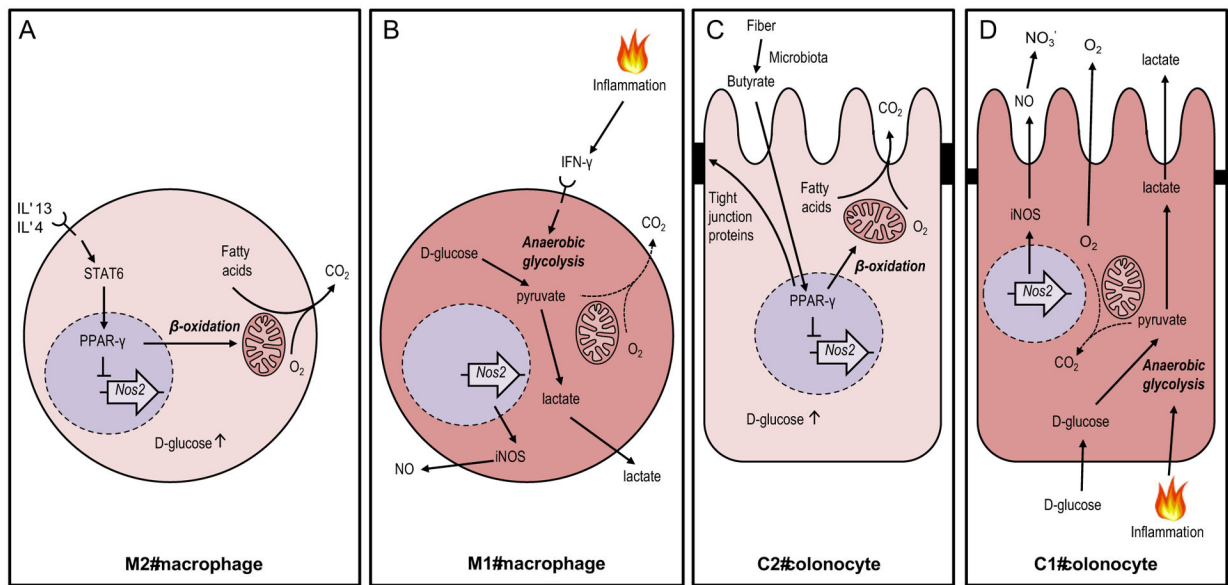 A
IL' 13
IL' 4
STAT6
PPAR-γ
Nos2
β-oxidation
Fatty
acids
CO2
O2
D-glucose ↑
M2#macrophage
B
Inflammation
IFN-γ
Anaerobic
glycolysis
D-glucose
pyruvate
CO2
O2
Nos2
lactate
iNOS
NO
lactate
M1#macrophage
C
Fiber
Microbiota
Butyrate
CO2
Fatty
acids
O2
Tight
junction
proteins
β-oxidation
PPAR-γ
Nos2
D-glucose ↑
C2#colonocyte
D
NO3'
O2
lactate
NO
lactate
iNOS
O2
Nos2
pyruvate
CO2
Anaerobic
glycolysis
D-glucose
D-glucose
Inflammation
C1#colonocyte